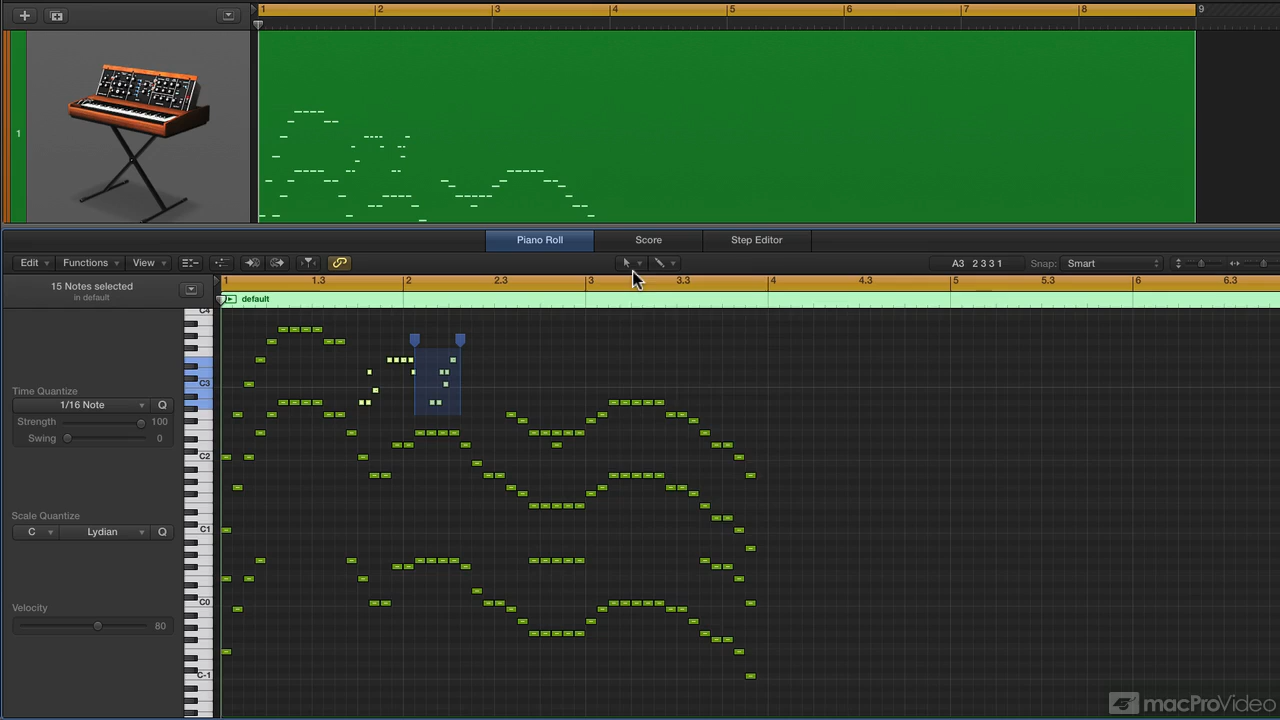 1 2 3 4 5 6 7 8 9
1
Piano Roll Score Step Editor
Edit Functions View A3 2 3 3 1 Snap: Smart
15 Notes selected
in default
1 1.3 2 2.3 3 3.3 4 4.3 5 5.3 6 6.3
default
C4
C3
Time Quantize
1/16 Note Q
Strength 100
Swing 0
C2
Scale Quantize
C Lydian Q
C1
Velocity
80
C0
C-1
macProVideo